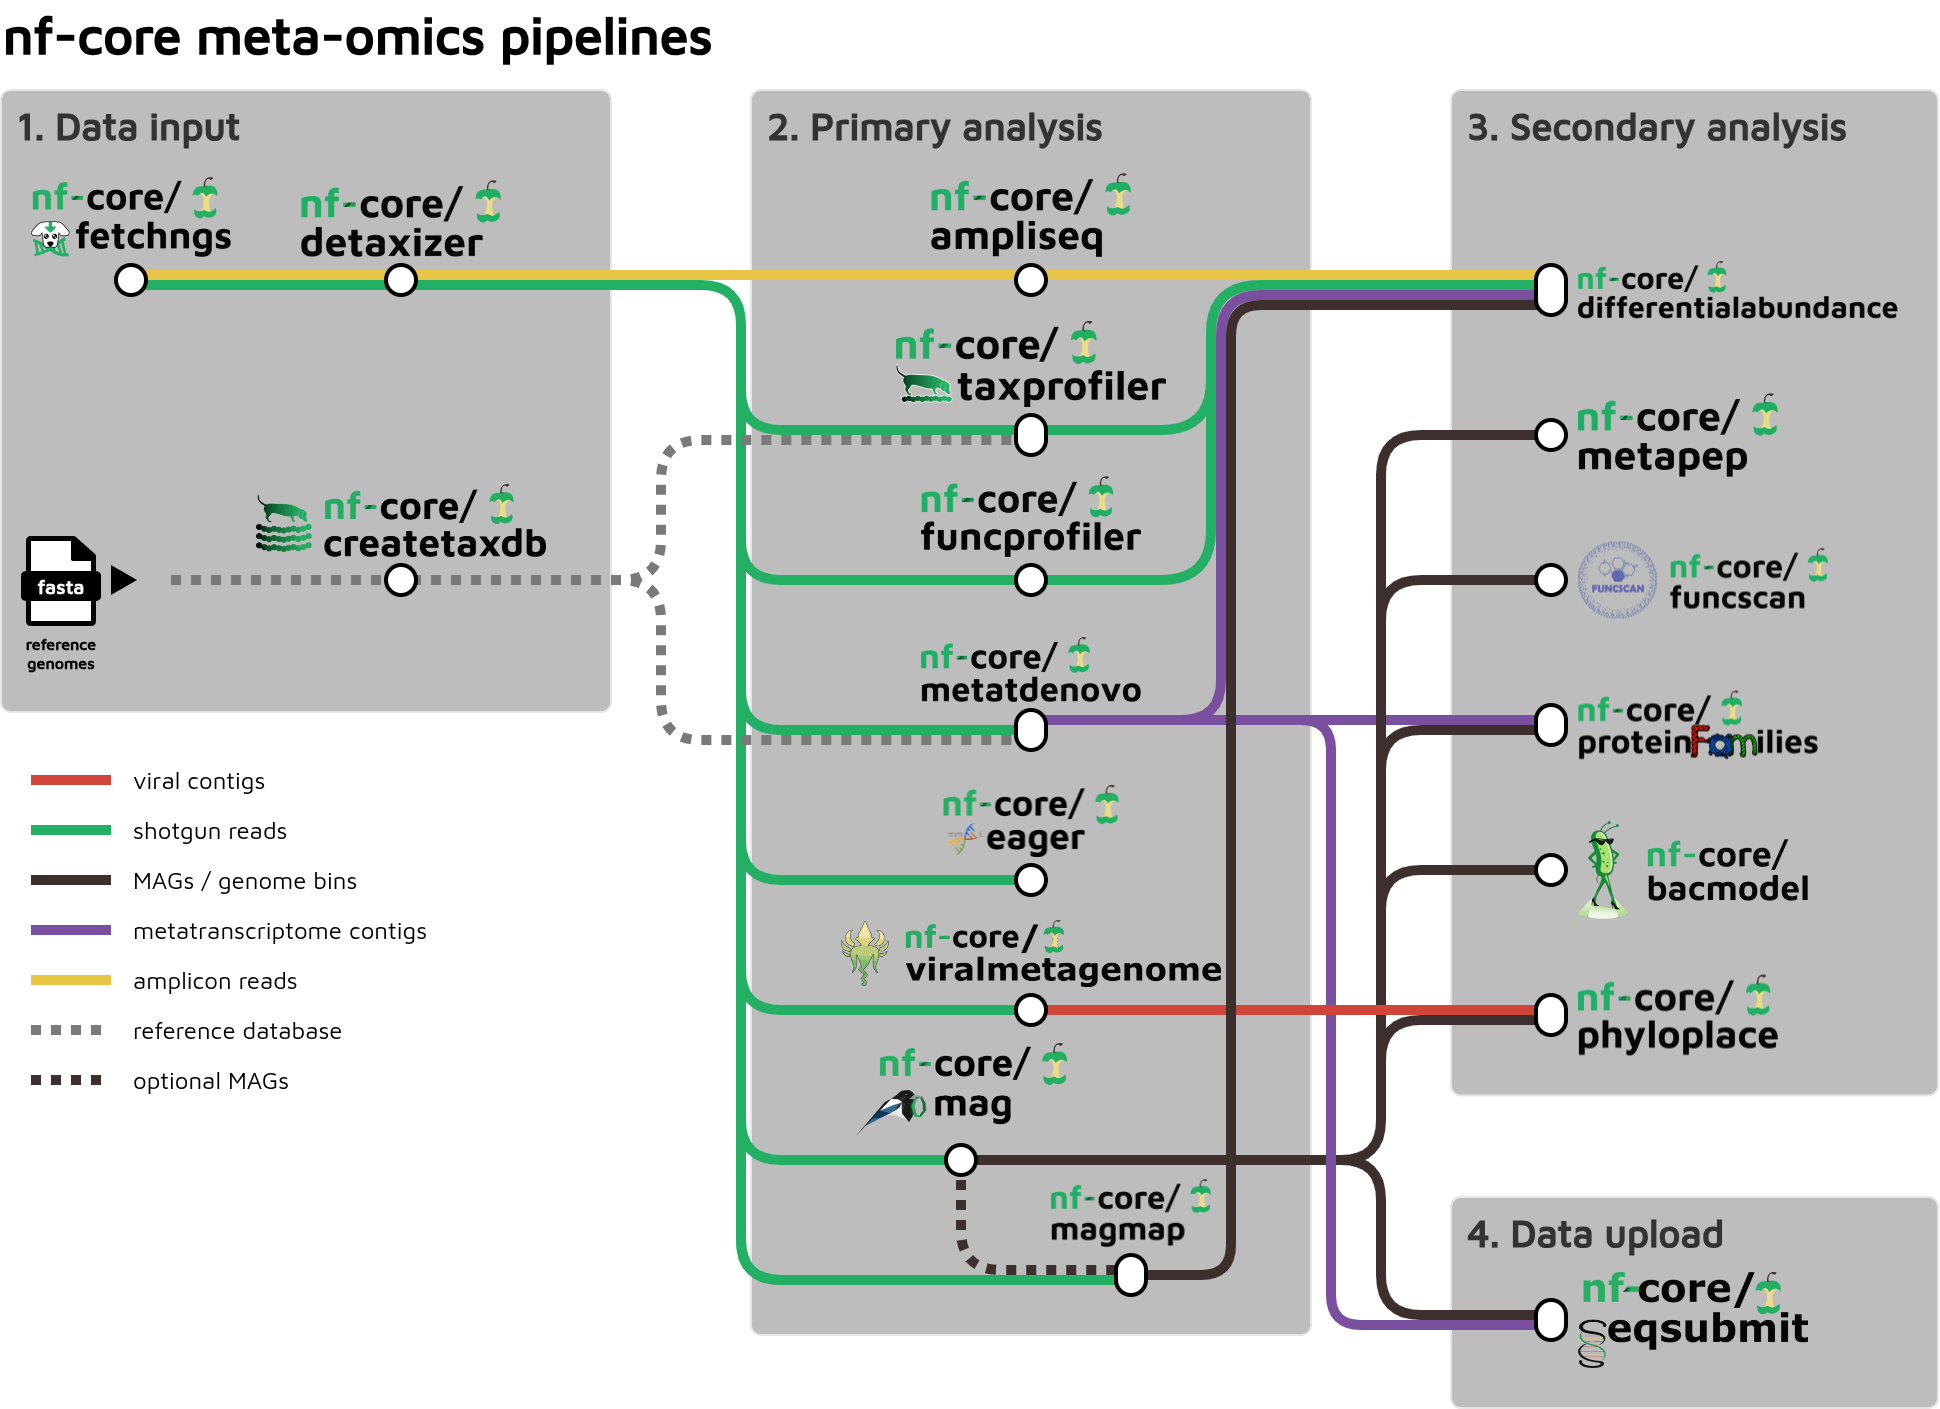 nf-core meta-omics pipelines
1. Data input
nf-core/
fetchngs
nf-core/
detaxizer
nf-core/
createtaxdb
fasta
reference
genomes
2. Primary analysis
nf-core/
ampliseq
nf-core/
taxprofiler
nf-core/
funcprofiler
nf-core/
metatdenovo
nf-core/
eager
nf-core/
viralmetagenome
nf-core/
mag
nf-core/
magmap
3. Secondary analysis
nf-core/
differentialabundance
nf-core/
metapep
FUNCSCAN
nf-core/
funcscan
nf-core/
proteinFamilies
nf-core/
bacmodel
nf-core/
phyloplace
4. Data upload
nf-core/
seqsubmit
viral contigs
shotgun reads
MAGs / genome bins
metatranscriptome contigs
amplicon reads
reference database
optional MAGs